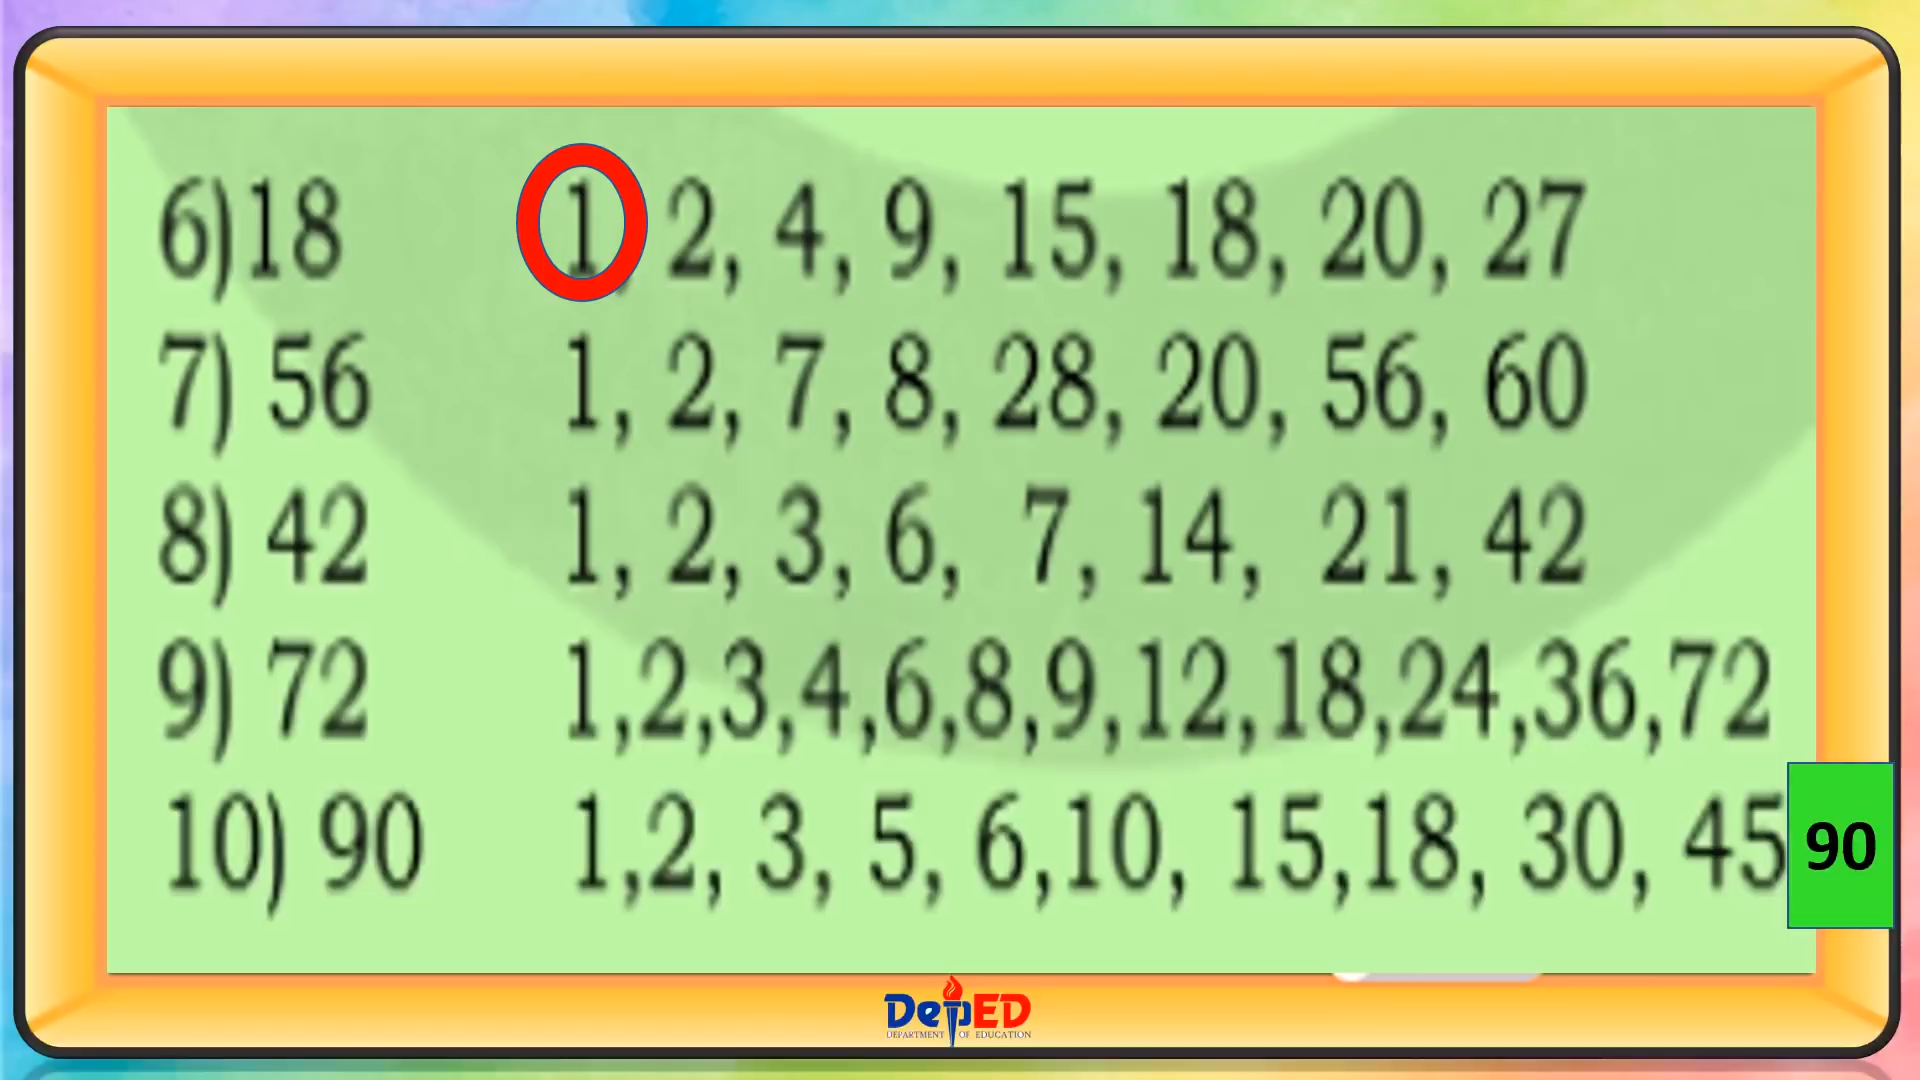 6)18 1, 2, 4, 9, 15, 18, 20, 27
7) 56 1, 2, 7, 8, 28, 20, 56, 60
8) 42 1, 2, 3, 6, 7, 14, 21, 42
9) 72 1,2,3,4,6,8,9,12,18,24,36,72
10) 90 1,2, 3, 5, 6,10, 15,18, 30, 45 90
DepED
DEPARTMENT OF EDUCATION